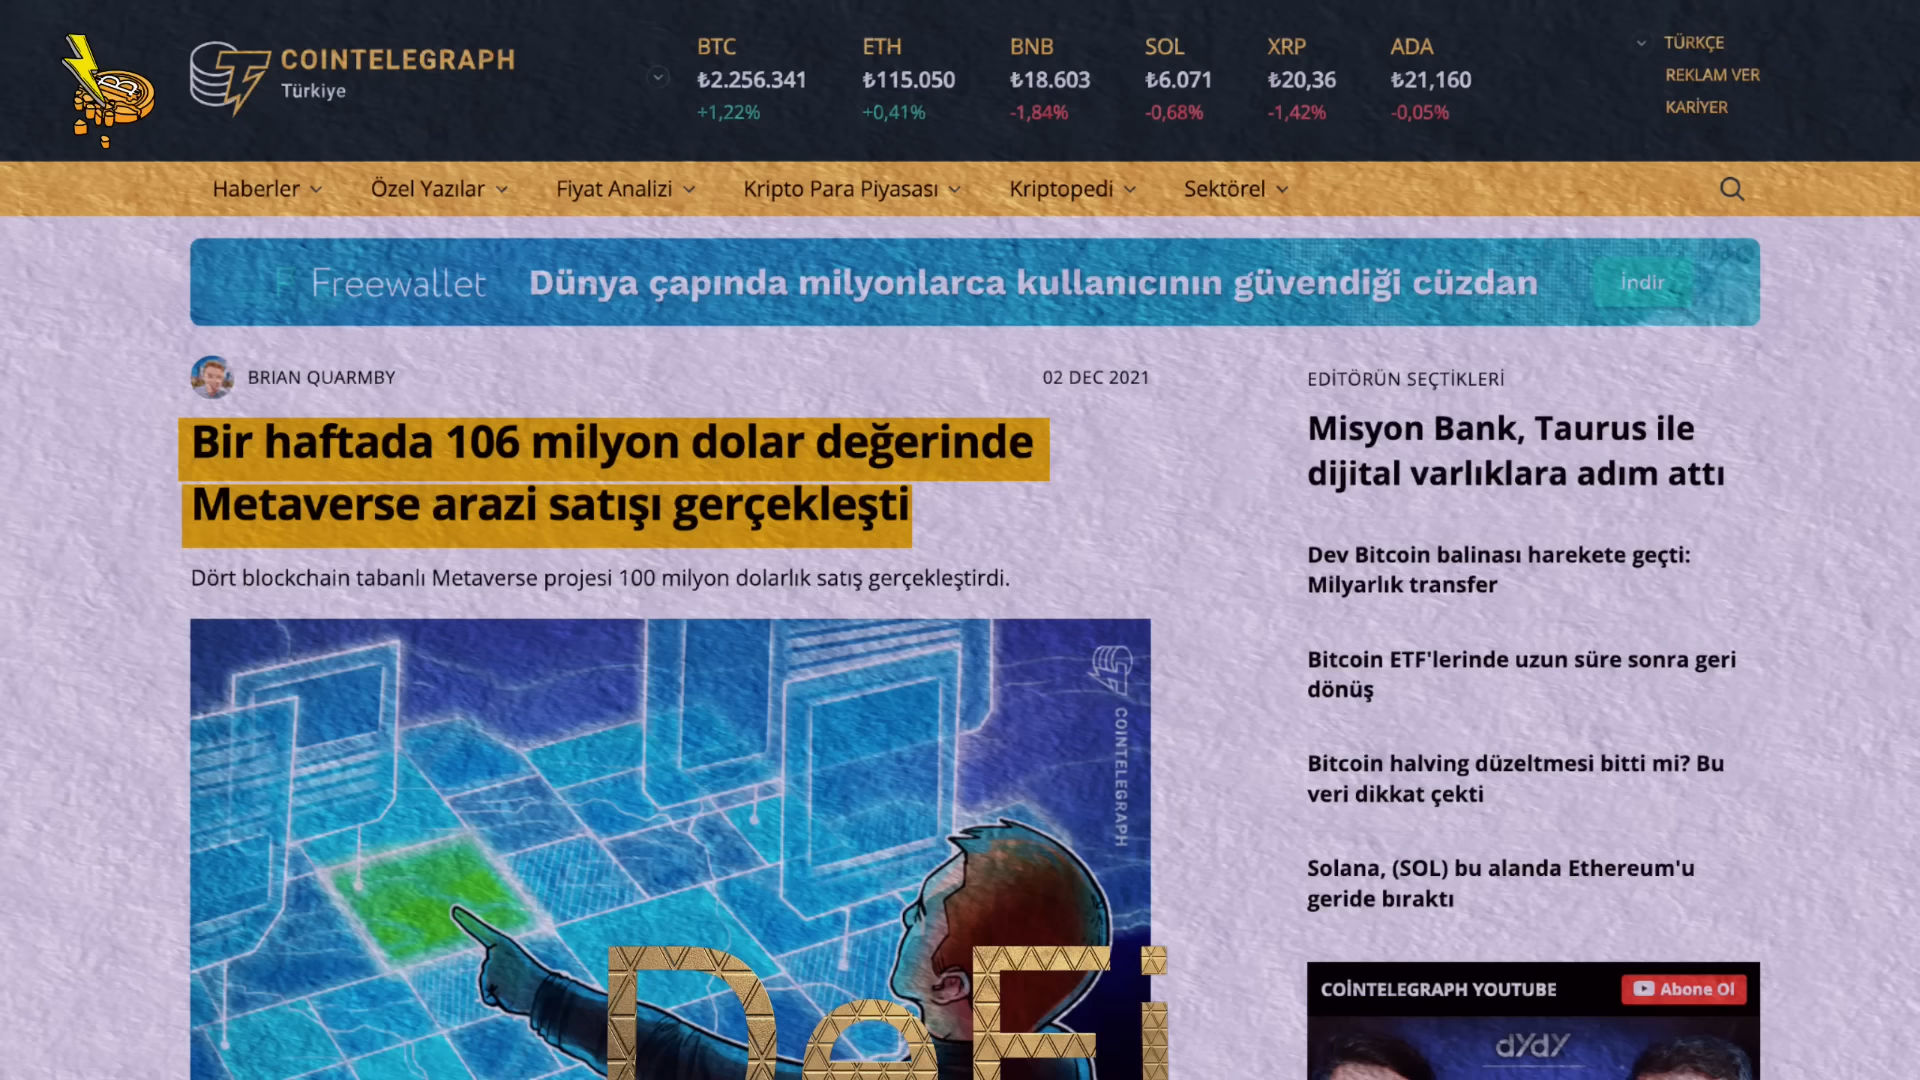 COINTELEGRAPH
Türkiye
BTC
₺2.256.341
+1,22%
ETH
₺115.050
+0,41%
BNB
₺18.603
-1,84%
SOL
₺6.071
-0,68%
XRP
₺20,36
-1,42%
ADA
₺21,160
-0,05%
TÜRKÇE
REKLAM VER
KARİYER
Haberler
Özel Yazılar
Fiyat Analizi
Kripto Para Piyasası
Kriptopedi
Sektörel
Freewallet
Dünya çapında milyonlarca kullanıcının güvendiği cüzdan
İndir
BRIAN QUARMBY
02 DEC 2021
Bir haftada 106 milyon dolar değerinde
Metaverse arazi satışı gerçekleşti
Dört blockchain tabanlı Metaverse projesi 100 milyon dolarlık satış gerçekleştirdi.
COINTELEGRAPH
DeFi
EDİTÖRÜN SEÇTİKLERİ
Misyon Bank, Taurus ile
dijital varlıklara adım attı
Dev Bitcoin balinası harekete geçti:
Milyarlık transfer
Bitcoin ETF'lerinde uzun süre sonra geri
dönüş
Bitcoin halving düzeltmesi bitti mi? Bu
veri dikkat çekti
Solana, (SOL) bu alanda Ethereum'u
geride bıraktı
COİNTELEGRAPH YOUTUBE
Abone Ol
dYdY